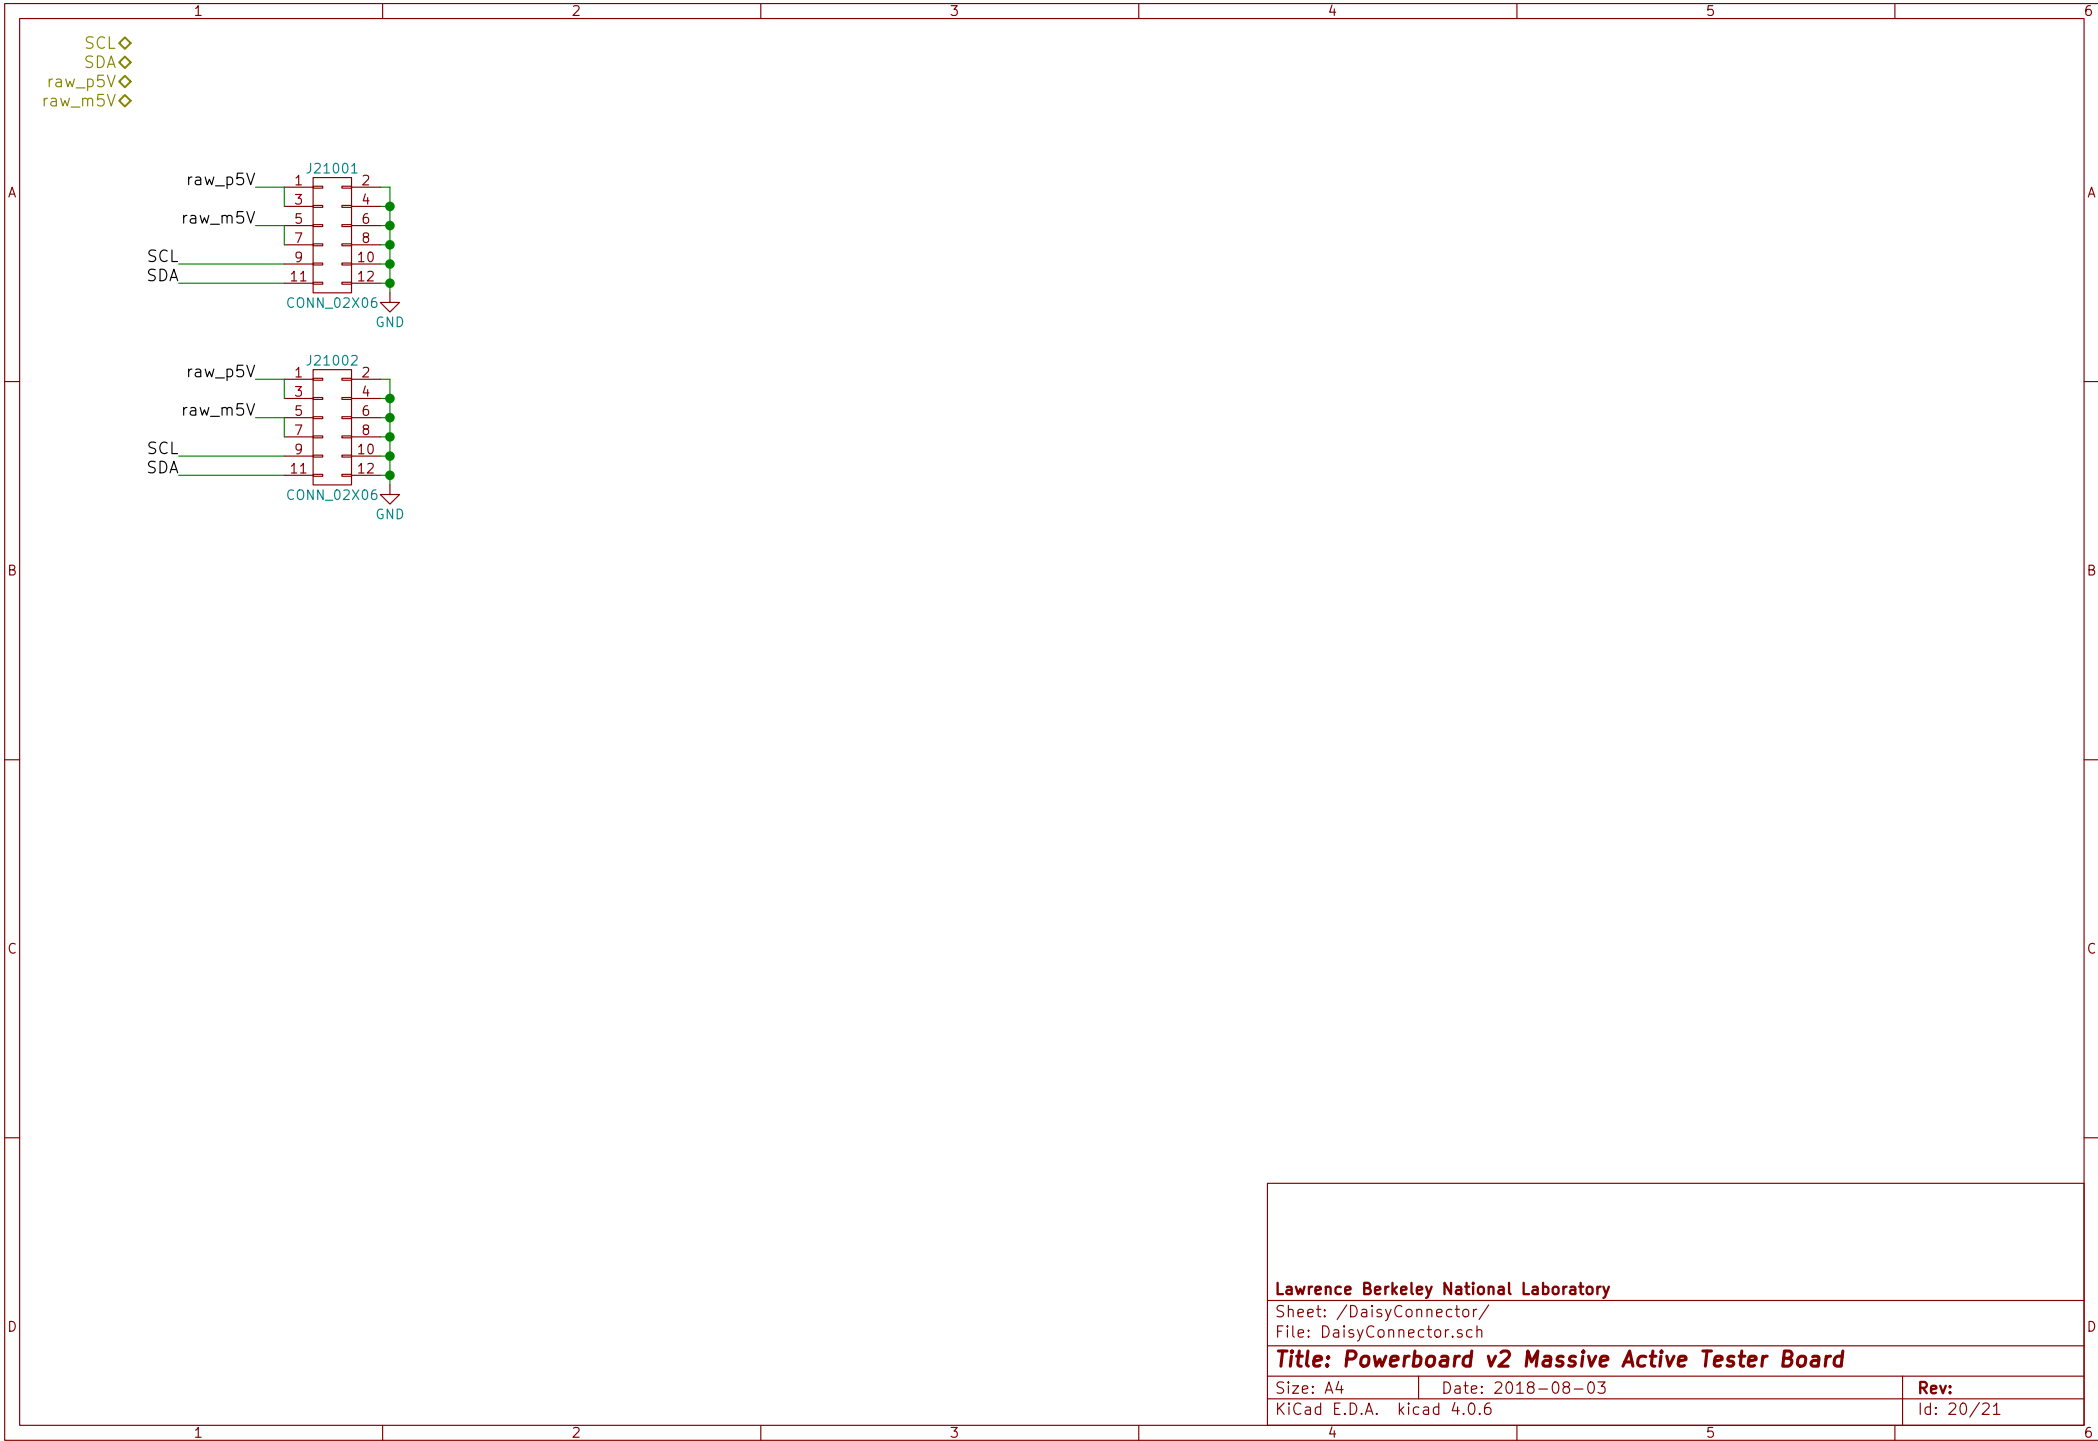 1 2 3 4 5 6
SCL
SDA
raw_p5V
raw_m5V
J21001
raw_p5V 1 2
3 4
raw_m5V 5 6
7 8
SCL 9 10
SDA 11 12
CONN_02X06
GND
A A
J21002
raw_p5V 1 2
3 4
raw_m5V 5 6
7 8
SCL 9 10
SDA 11 12
CONN_02X06
GND
B B
C C
Lawrence Berkeley National Laboratory
Sheet: /DaisyConnector/
File: DaisyConnector.sch
D D
Title: Powerboard v2 Massive Active Tester Board
Size: A4 Date: 2018-08-03 Rev:
KiCad E.D.A. kicad 4.0.6 Id: 20/21
1 2 3 4 5 6